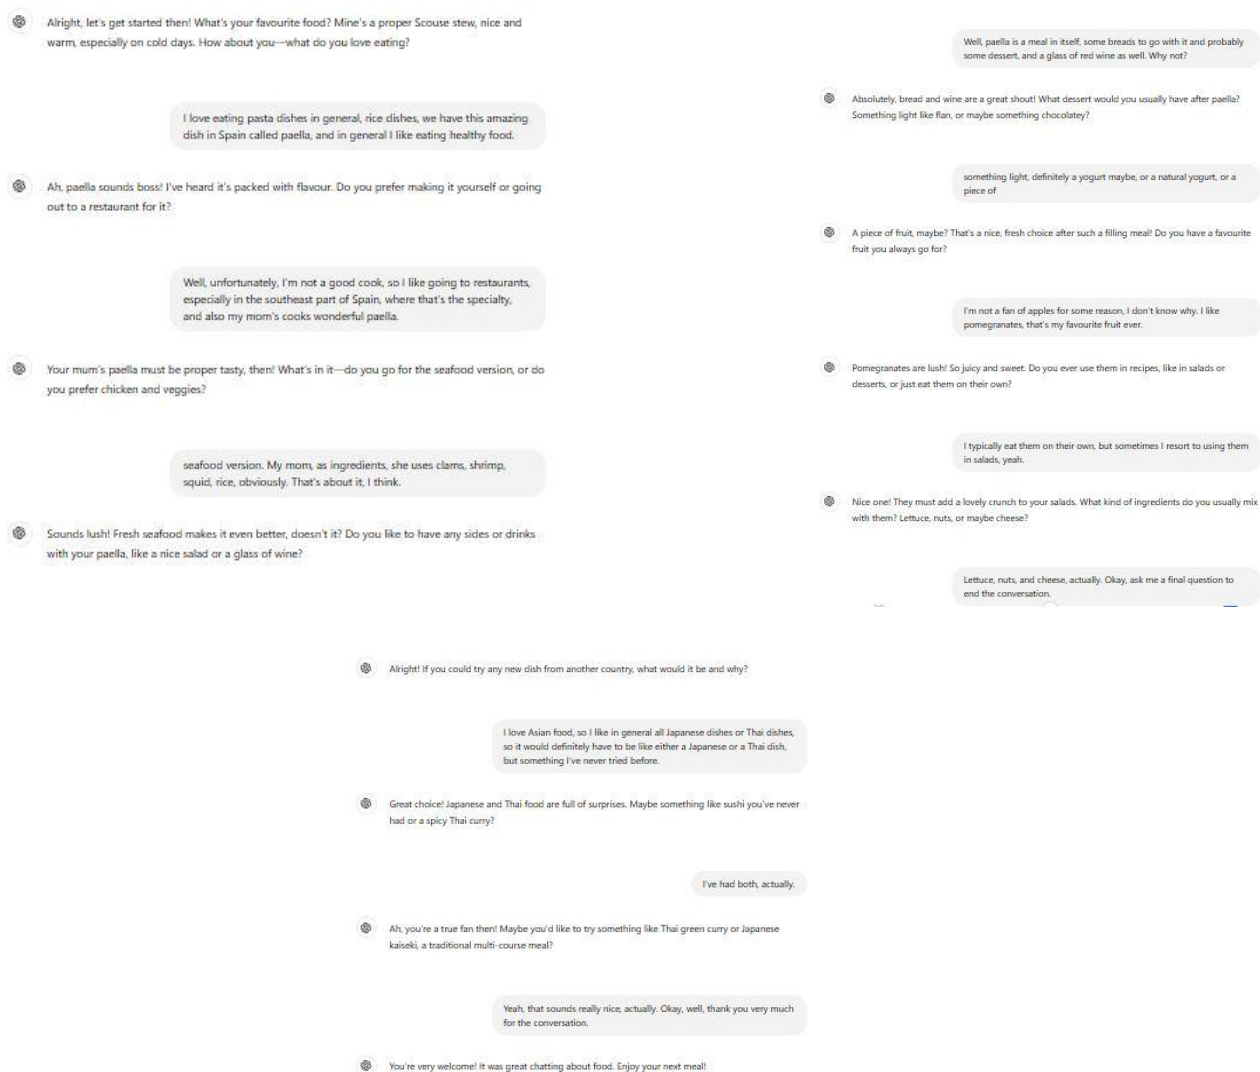 Alright, let's get started then! What's your favourite food? Mine's a proper Scouse stew, nice and
warm, especially on cold days. How about you—what do you love eating?
I love eating pasta dishes in general, rice dishes, we have this amazing
dish in Spain called paella, and in general I like eating healthy food.
Ah, paella sounds boss! I've heard it's packed with flavour. Do you prefer making it yourself or going
out to a restaurant for it?
Well, unfortunately, I'm not a good cook, so I like going to restaurants,
especially in the southeast part of Spain, where that's the specialty,
and also my mom's cooks wonderful paella.
Your mum's paella must be proper tasty, then! What's in it—do you go for the seafood version, or do
you prefer chicken and veggies?
seafood version. My mom, as ingredients, she uses clams, shrimp,
squid, rice, obviously. That's about it, I think.
Sounds lush! Fresh seafood makes it even better, doesn't it? Do you like to have any sides or drinks
with your paella, like a nice salad or a glass of wine?
Well, paella is a meal in itself, some breads to go with it and probably
some dessert, and a glass of red wine as well. Why not?
Absolutely, bread and wine are a great shout! What dessert would you usually have after paella?
Something light like flan, or maybe something chocolatey?
something light, definitely a yogurt maybe, or a natural yogurt, or a
piece of
A piece of fruit, maybe? That's a nice, fresh choice after such a filling meal! Do you have a favourite
fruit you always go for?
I'm not a fan of apples for some reason, I don't know why. I like
pomegranates, that's my favourite fruit ever.
Pomegranates are lush! So juicy and sweet. Do you ever use them in recipes, like in salads or
desserts, or just eat them on their own?
I typically eat them on their own, but sometimes I resort to using them
in salads, yeah.
Nice one! They must add a lovely crunch to your salads. What kind of ingredients do you usually mix
with them? Lettuce, nuts, or maybe cheese?
Lettuce, nuts, and cheese, actually. Okay, ask me a final question to
end the conversation.
Alright! If you could try any new dish from another country, what would it be and why?
I love Asian food, so I like in general all Japanese dishes or Thai dishes,
so it would definitely have to be like either a Japanese or a Thai dish,
but something I've never tried before.
Great choice! Japanese and Thai food are full of surprises. Maybe something like sushi you've never
had or a spicy Thai curry?
I've had both, actually.
Ah, you're a true fan then! Maybe you'd like to try something like Thai green curry or Japanese
kaiseki, a traditional multi-course meal?
Yeah, that sounds really nice, actually. Okay, well, thank you very much
for the conversation.
You're very welcome! It was great chatting about food. Enjoy your next meal!